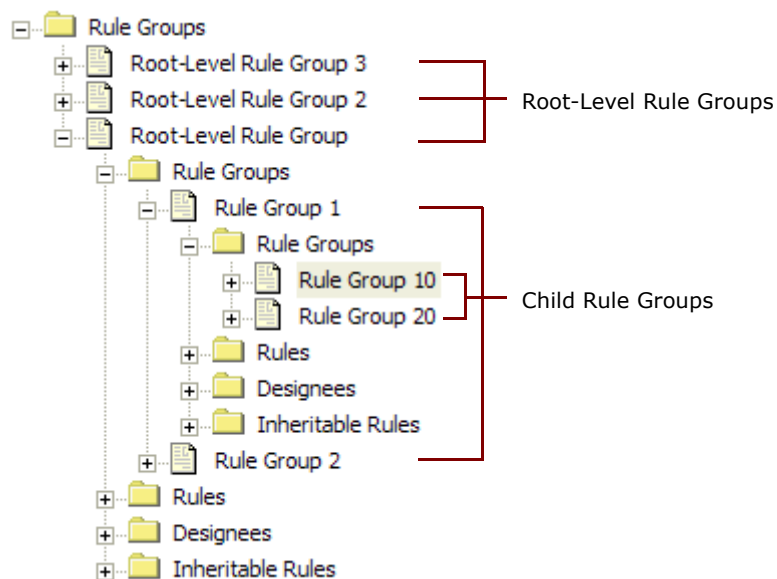 Rule Groups
Root-Level Rule Group 3
Root-Level Rule Group 2
Root-Level Rule Groups
Root-Level Rule Group
Rule Groups
Rule Group 1
Rule Groups
Rule Group 10
Child Rule Groups
Rule Group 20
Rules
Designees
Inheritable Rules
Rule Group 2
Rules
Designees
Inheritable Rules